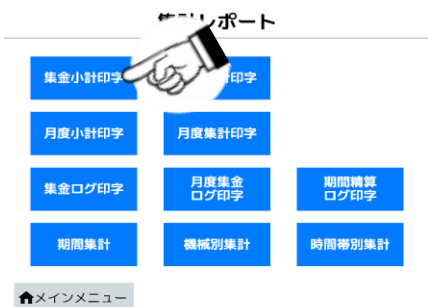 集計レポート
集金小計印字
計印字
月度小計印字
月度集計印字
集金ログ印字
月度集金
ログ印字
期間精算
ログ印字
期間集計
機械別集計
時間帯別集計
メインメニュー